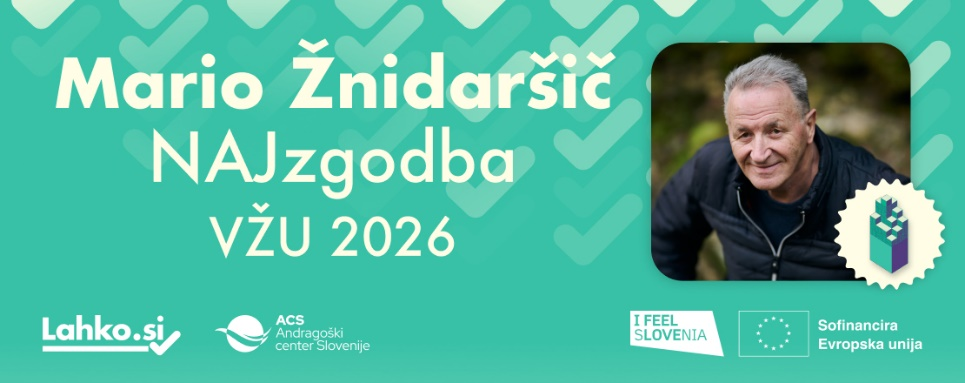 Mario Žnidaršič
NAJzgodba
VŽU 2026
Lahko.si
ACS
Andragoški
center Slovenije
I FEEL
SLOVENIA
Sofinancira
Evropska unija